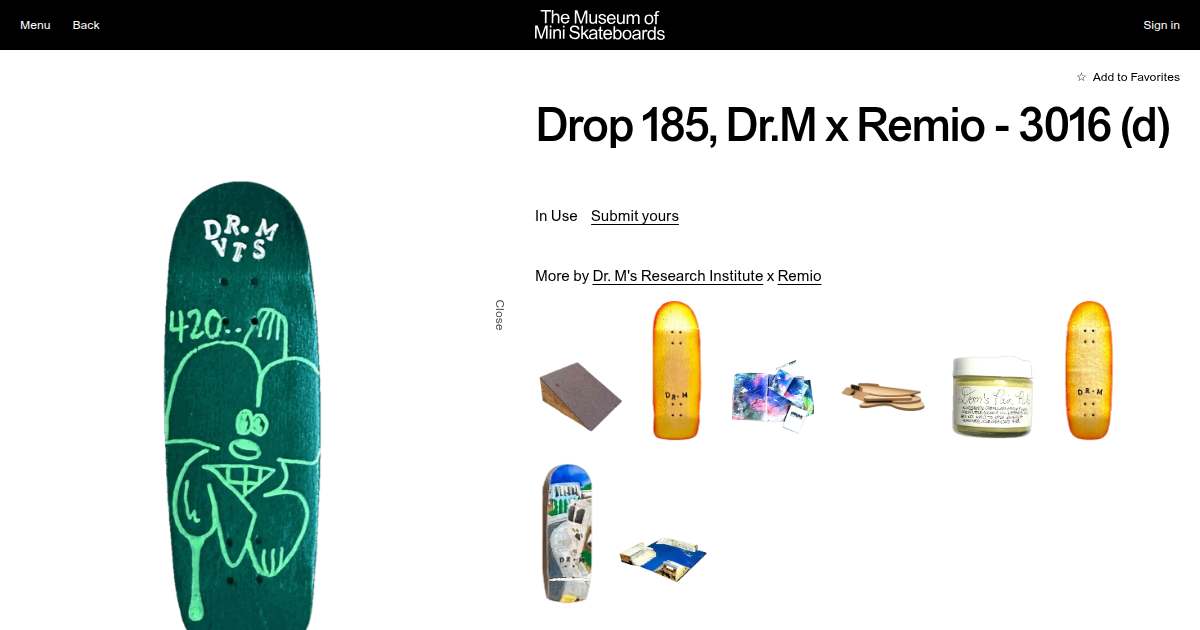 Menu
Back
The Museum of
Mini Skateboards
Sign in
☆ Add to Favorites
Drop 185, Dr.M x Remio - 3016 (d)
In Use Submit yours
More by Dr. M's Research Institute x Remio
Close
DR.M
VTS
420..
DR.M
DR.M
DR.M